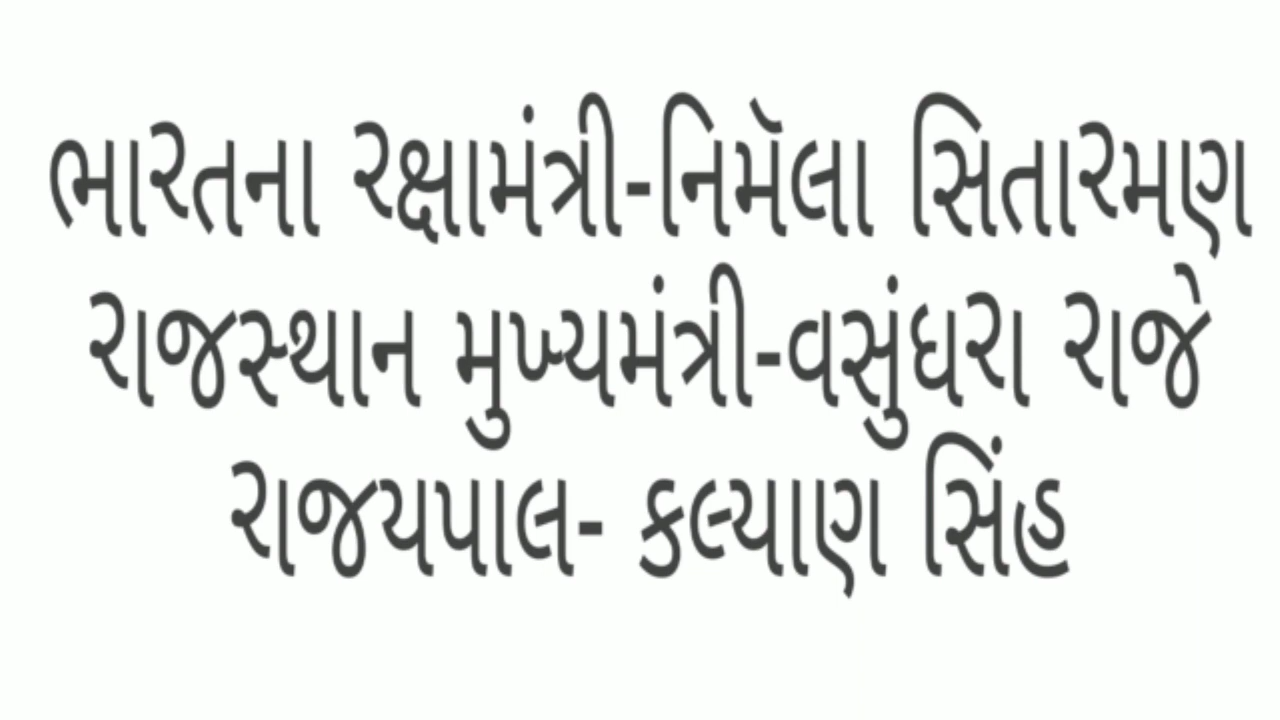 ભારતના રક્ષામંત્રી-નિમૅલા સિતારમણ
રાજસ્થાન મુખ્યમંત્રી-વસુંધરા રાજે
રાજયપાલ- કલ્યાણ સિંહ